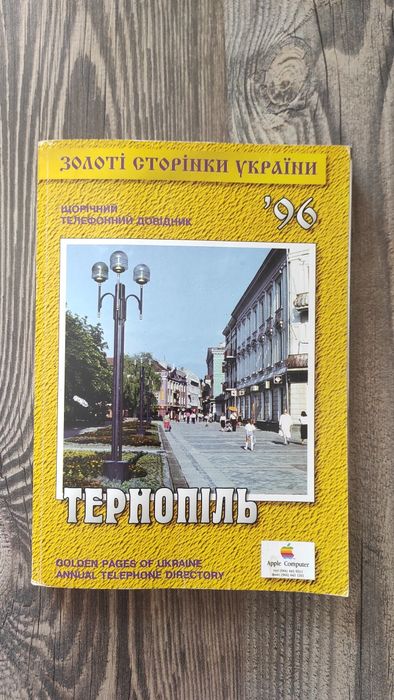 ЗОЛОТІ СТОРІНКИ УКРАЇНИ
ЩОРІЧНИЙ
ТЕЛЕФОННИЙ ДОВІДНИК
'96
ТЕРНОПІЛЬ
GOLDEN PAGES OF UKRAINE
ANNUAL TELEPHONE DIRECTORY
Apple Computer